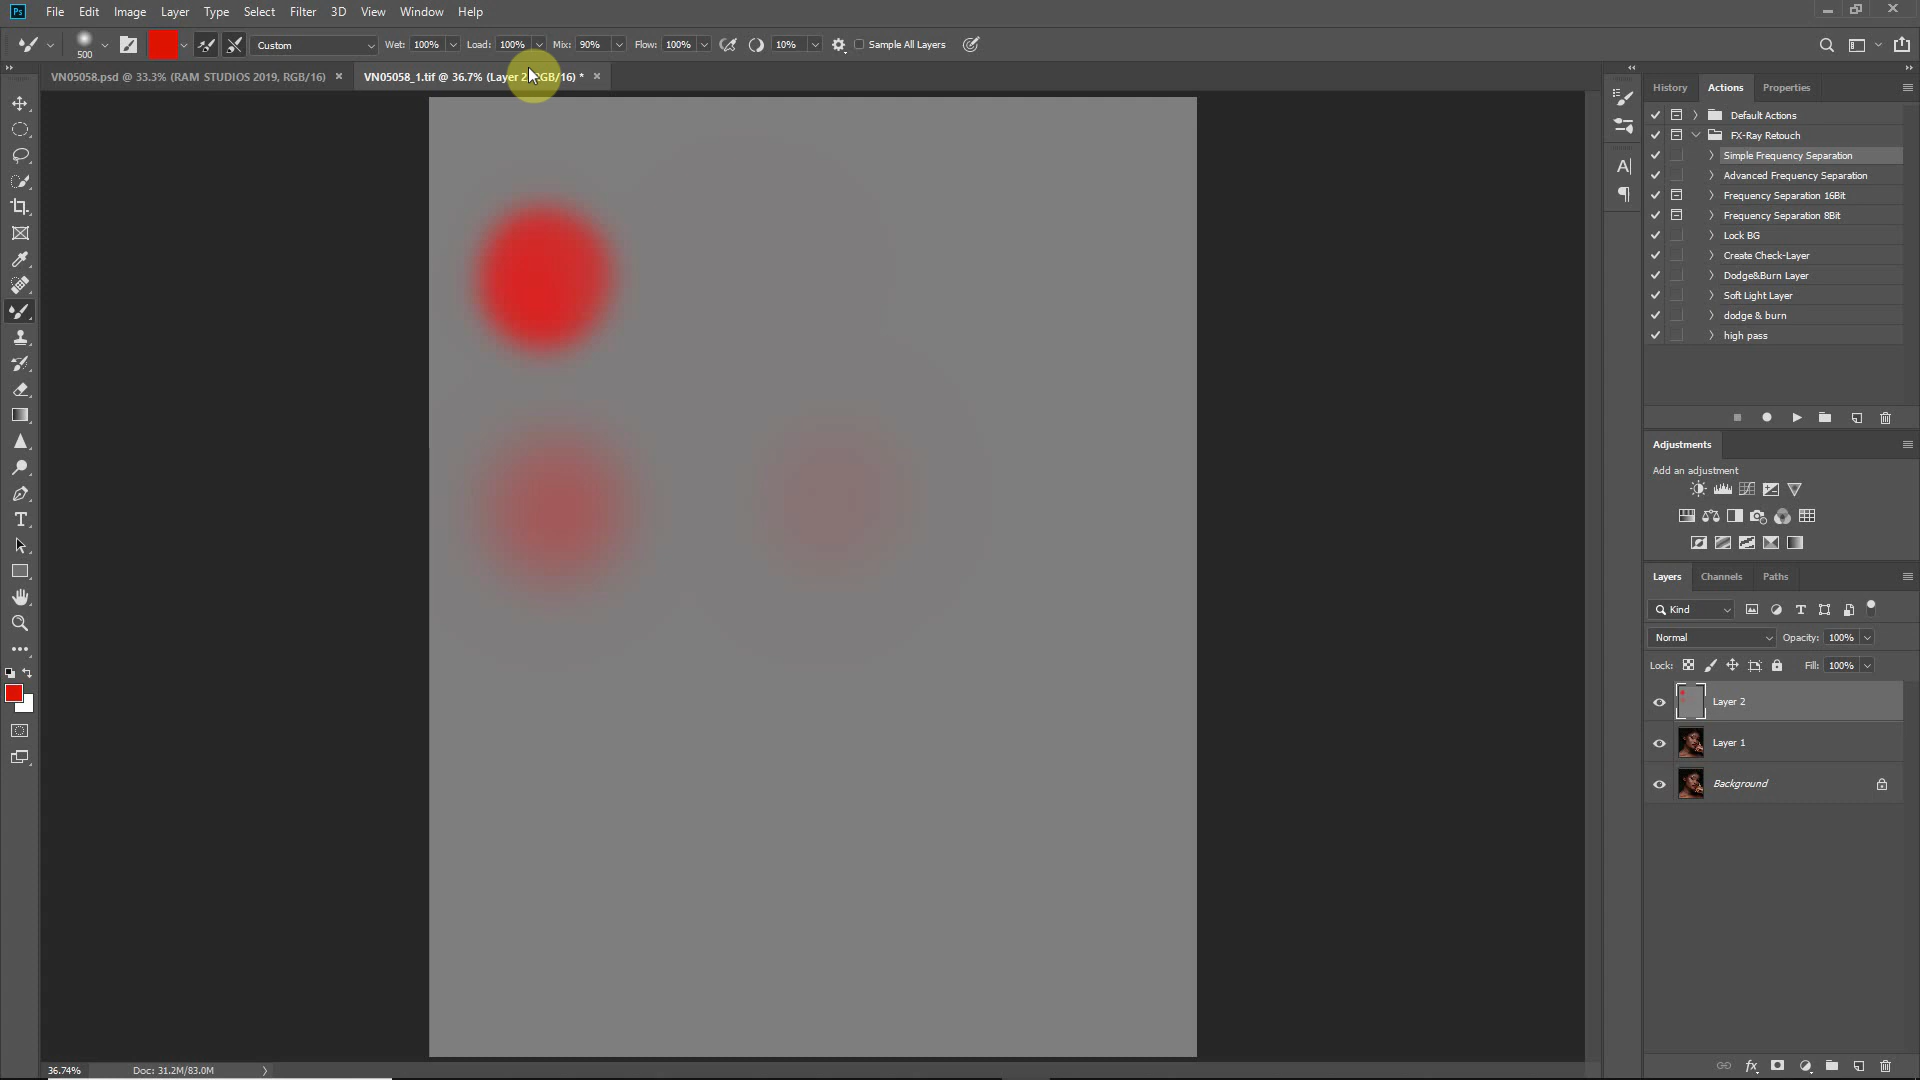 Ps File Edit Image Layer Type Select Filter 3D View Window Help
500 Custom Wet: 100% Load: 100% Mix: 90% Flow: 100% 10% Sample All Layers
VN05058.psd @ 33.3% (RAM STUDIOS 2019, RGB/16) × VN05058_1.tif @ 36.7% (Layer 2, RGB/16) * ×
History Actions Properties
Default Actions
FX-Ray Retouch
Simple Frequency Separation
Advanced Frequency Separation
Frequency Separation 16Bit
Frequency Separation 8Bit
Lock BG
Create Check-Layer
Dodge&Burn Layer
Soft Light Layer
dodge & burn
high pass
Adjustments
Add an adjustment
Layers Channels Paths
Kind
Normal Opacity: 100%
Lock: Fill: 100%
Layer 2
Layer 1
Background
36.74% Doc: 31.2M/83.0M